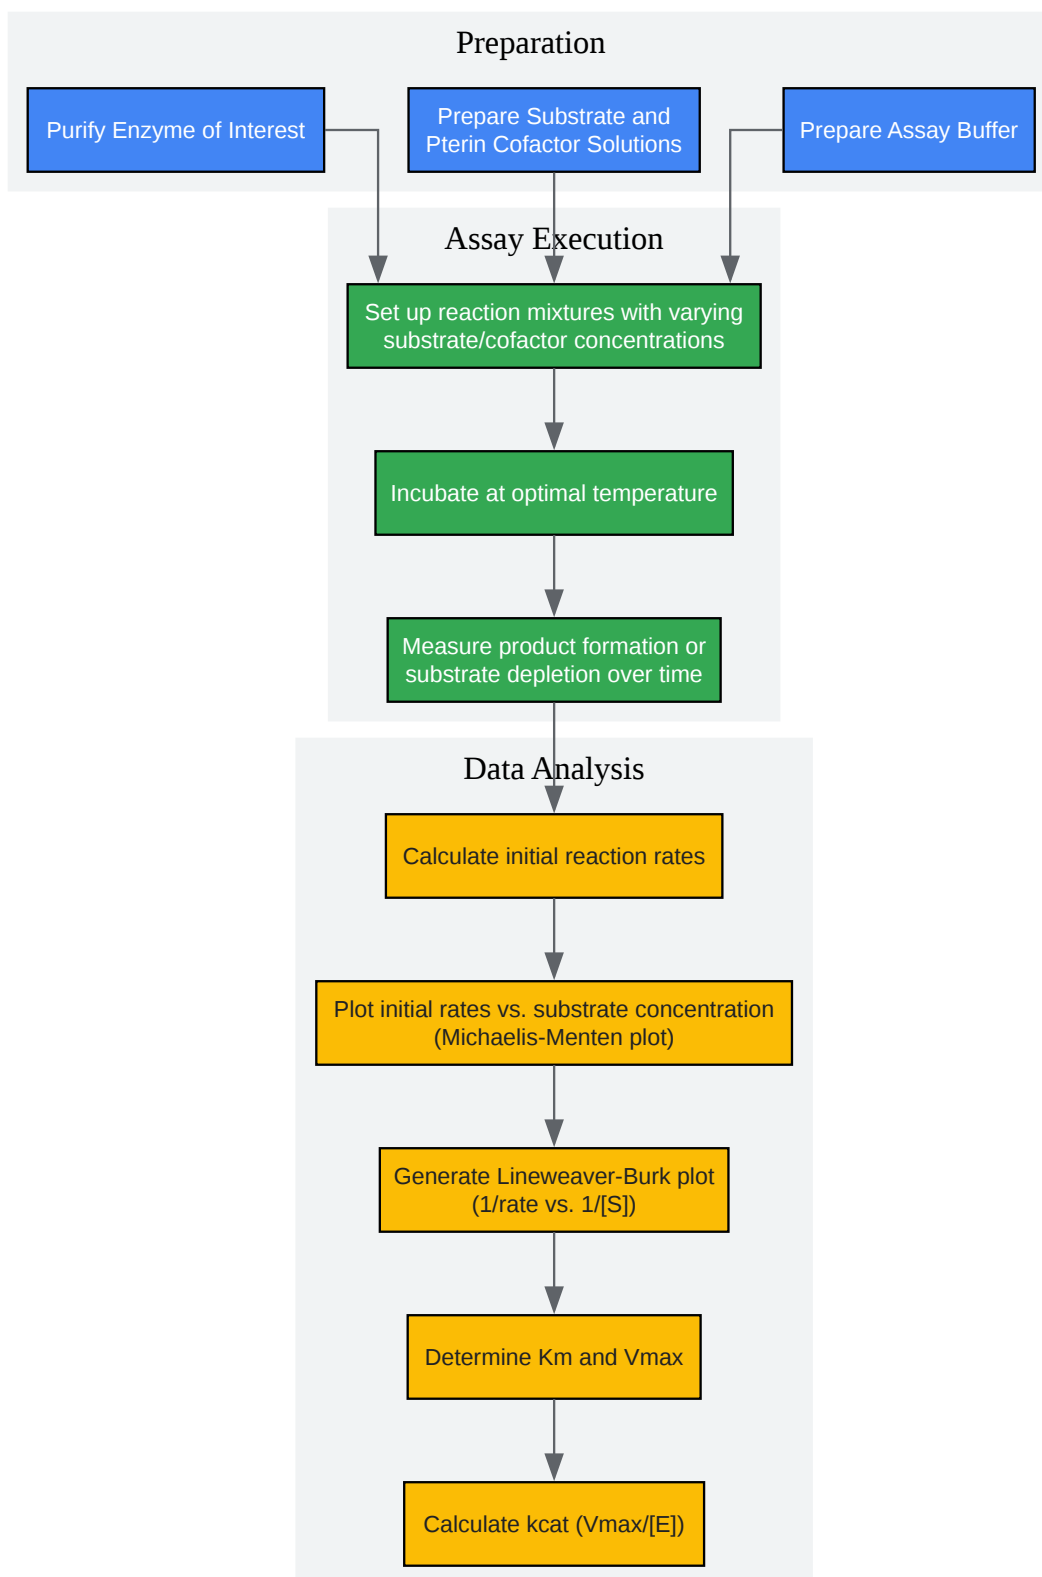 Preparation
Purify Enzyme of Interest
Prepare Substrate and
Pterin Cofactor Solutions
Prepare Assay Buffer
Assay Execution
Set up reaction mixtures with varying
substrate/cofactor concentrations
Incubate at optimal temperature
Measure product formation or
substrate depletion over time
Data Analysis
Calculate initial reaction rates
Plot initial rates vs. substrate concentration
(Michaelis-Menten plot)
Generate Lineweaver-Burk plot
(1/rate vs. 1/[S])
Determine Km and Vmax
Calculate kcat (Vmax/[E])